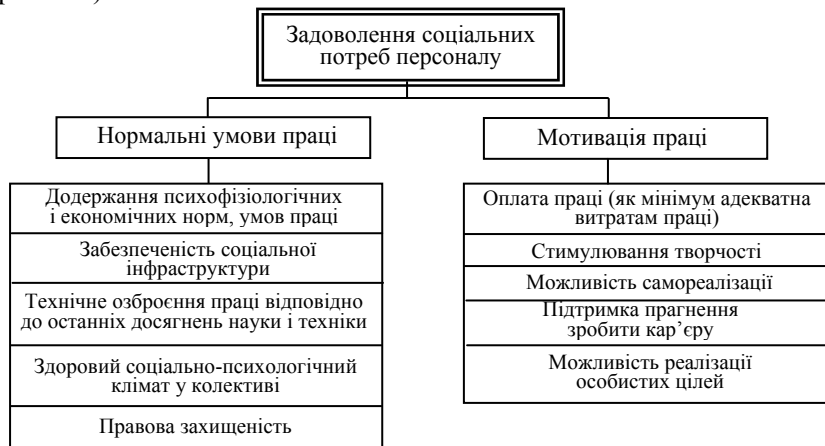 Задоволення соціальних
потреб персоналу
Нормальні умови праці
Мотивація праці
Додержання психофізіологічних
і економічних норм, умов праці
Забезпеченість соціальної
інфраструктури
Технічне озброєння праці відповідно
до останніх досягнень науки і техніки
Здоровий соціально-психологічний
клімат у колективі
Правова захищеність
Оплата праці (як мінімум адекватна
витратам праці)
Стимулювання творчості
Можливість самореалізації
Підтримка прагнення
зробити кар’єру
Можливість реалізації
особистих цілей